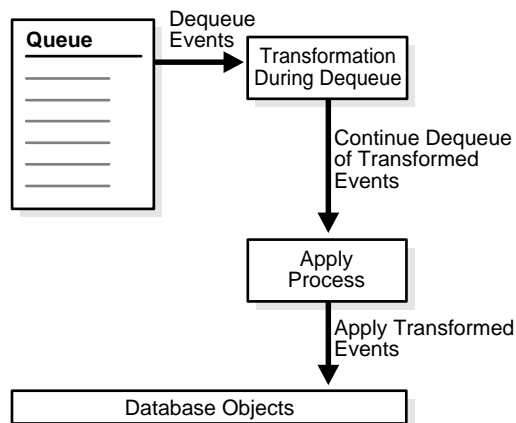 Queue
Dequeue
Events
Transformation
During Dequeue
Continue Dequeue
of Transformed
Events
Apply
Process
Apply Transformed
Events
Database Objects